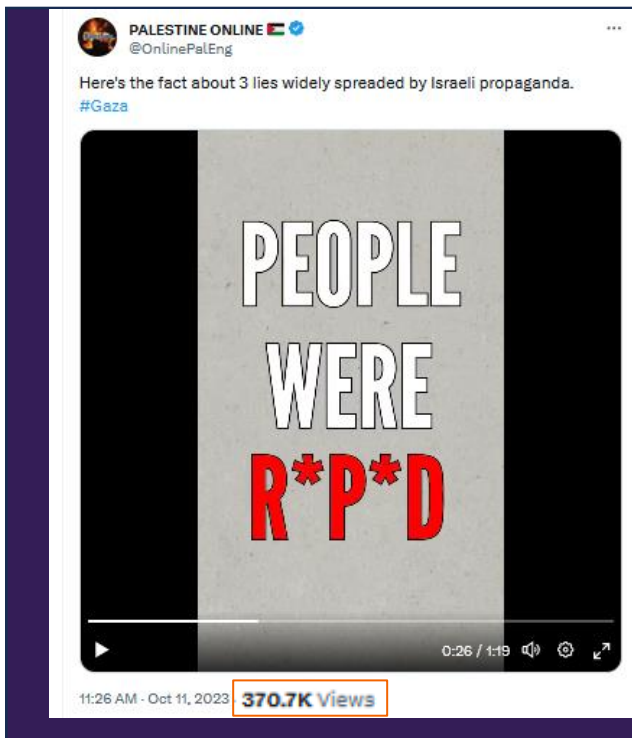 PALESTINE ONLINE 🇵🇸
@OnlinePalEng
Here's the fact about 3 lies widely spreaded by Israeli propaganda.
#Gaza
PEOPLE
WERE
R*P*D
0:26 / 1:19
11:26 AM · Oct 11, 2023 · 370.7K Views